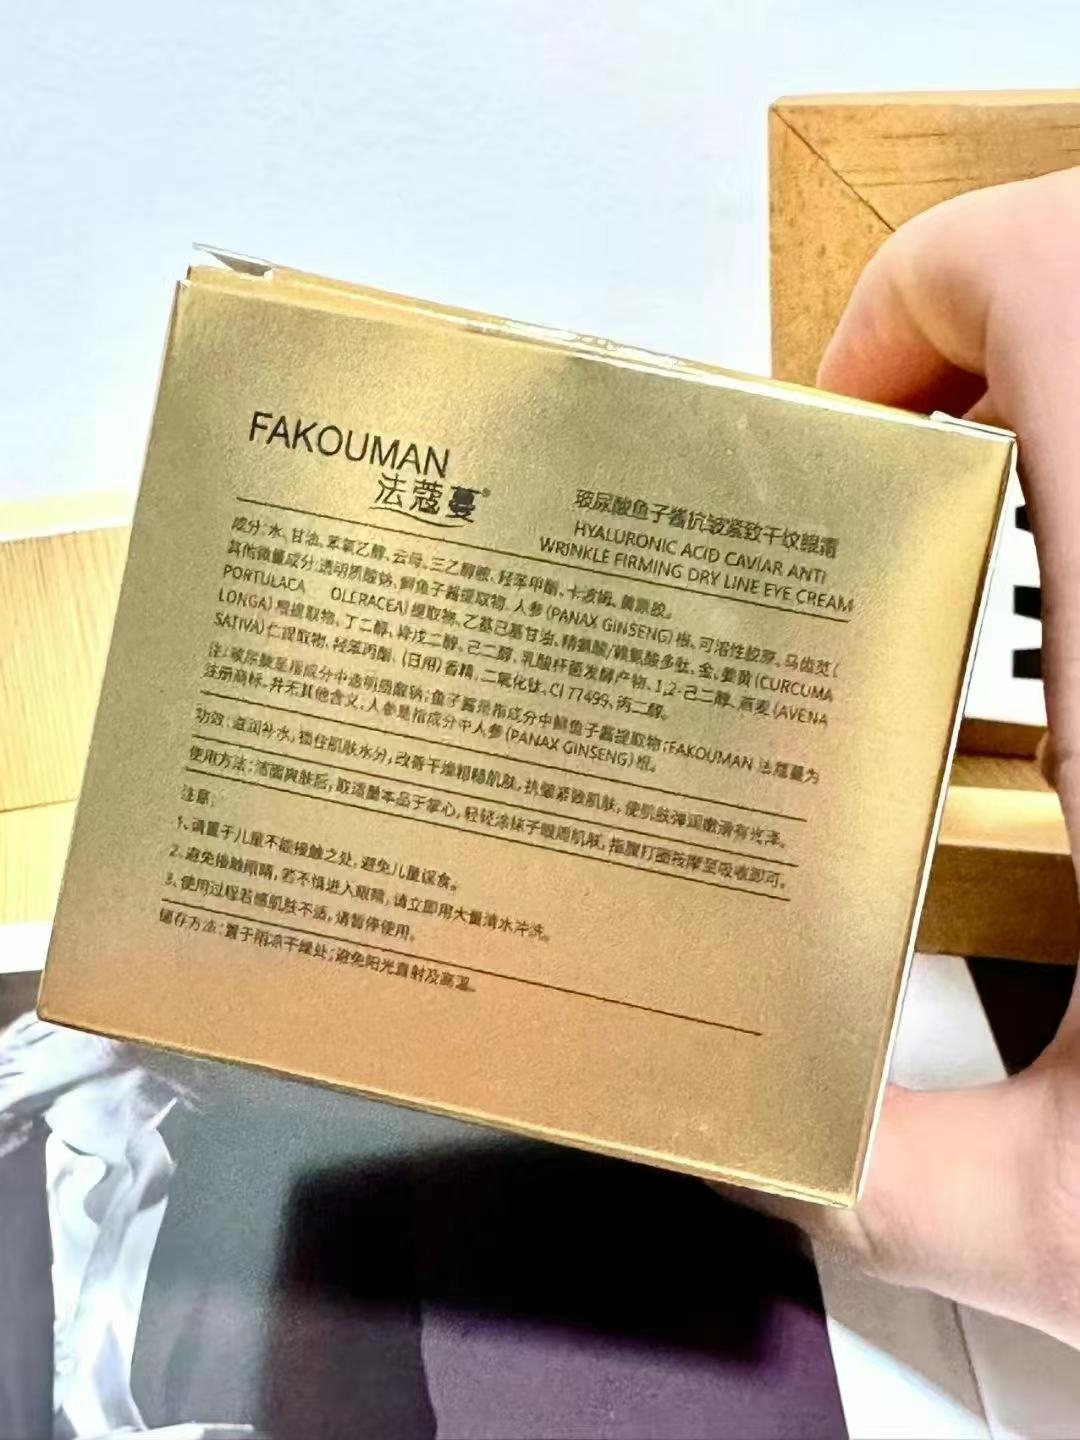 FAKOUMAN
法蔻蔓®
玻尿酸鱼子酱抗皱紧致干纹眼霜
HYALURONIC ACID CAVIAR ANTI
WRINKLE FIRMING DRY LINE EYE CREAM
成分:水、甘油、苯氧乙醇、云母、三乙醇胺、羟苯甲酯、卡波姆、黄原胶。
其他微量成分:透明质酸钠、鲟鱼子酱提取物、人参(PANAX GINSENG)根、可溶性胶原、马齿苋(
PORTULACA OLERACEA)提取物、乙基己基甘油、精氨酸/赖氨酸多肽、金、姜黄(CURCUMA
LONGA)根提取物、丁二醇、异戊二醇、己二醇、乳酸杆菌发酵产物、1,2-己二醇、燕麦(AVENA
SATIVA)仁提取物、羟苯丙酯、(日用)香精、二氧化钛、CI 77499、丙二醇。
注:玻尿酸是指成分中透明质酸钠;鱼子酱是指成分中鲟鱼子酱提取物;FAKOUMAN 法蔻蔓为
注册商标,并无其他含义,人参是指成分中人参(PANAX GINSENG)根。
功效:滋润补水,锁住肌肤水分,改善干燥粗糙肌肤,抗皱紧致肌肤,使肌肤弹润嫩滑有光泽。
使用方法:洁面爽肤后,取适量本品于掌心,轻轻涂抹于眼周肌肤,指腹打圈按摩至吸收即可。
注意:
1、请置于儿童不能接触之处,避免儿童误食。
2、避免接触眼睛,若不慎进入眼睛,请立即用大量清水冲洗。
3、使用过程若感肌肤不适,请暂停使用。
储存方法:置于阴凉干燥处;避免阳光直射及高温。